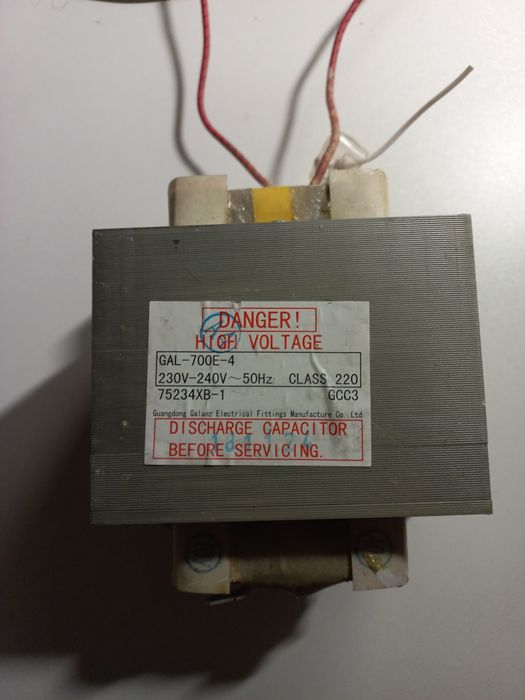 DANGER!
HIGH VOLTAGE
GAL-700E-4
230V-240V~50Hz CLASS 220
75234XB-1 GCC3
Guangdong Galanz Electrical Fittings Manufacture Co. Ltd.
DISCHARGE CAPACITOR
BEFORE SERVICING.